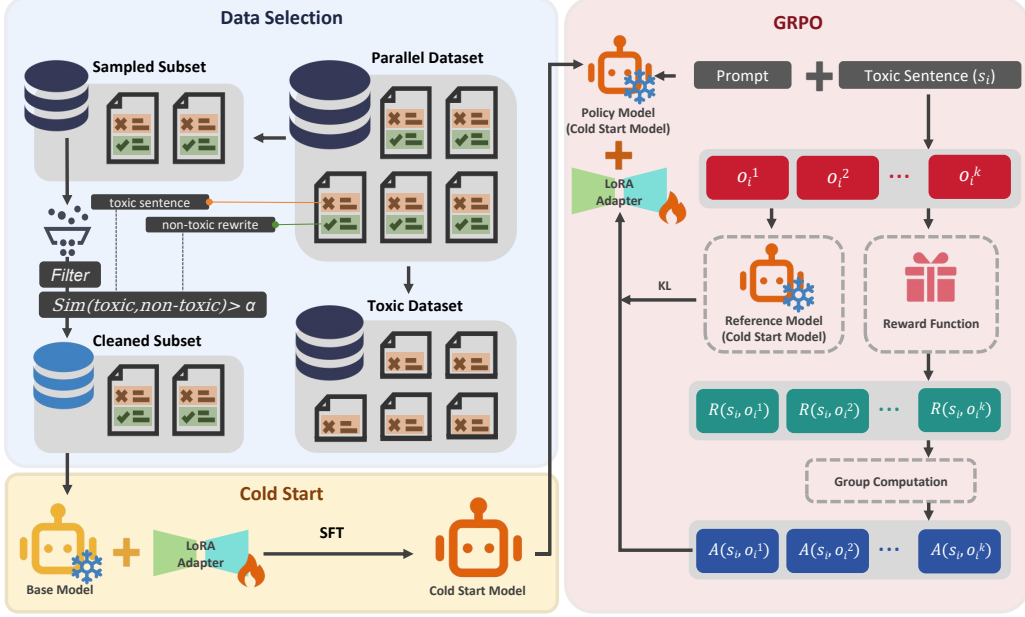 Data Selection
Sampled Subset
Parallel Dataset
toxic sentence
non-toxic rewrite
Filter
Sim(toxic,non-toxic)> α
Cleaned Subset
Toxic Dataset
Cold Start
Base Model
LoRA
Adapter
SFT
Cold Start Model
GRPO
Policy Model
(Cold Start Model)
Prompt
Toxic Sentence (s_i)
LoRA
Adapter
o_i^1
o_i^2
...
o_i^k
KL
Reference Model
(Cold Start Model)
Reward Function
R(s_i, o_i^1)
R(s_i, o_i^2)
...
R(s_i, o_i^k)
Group Computation
A(s_i, o_i^1)
A(s_i, o_i^2)
...
A(s_i, o_i^k)